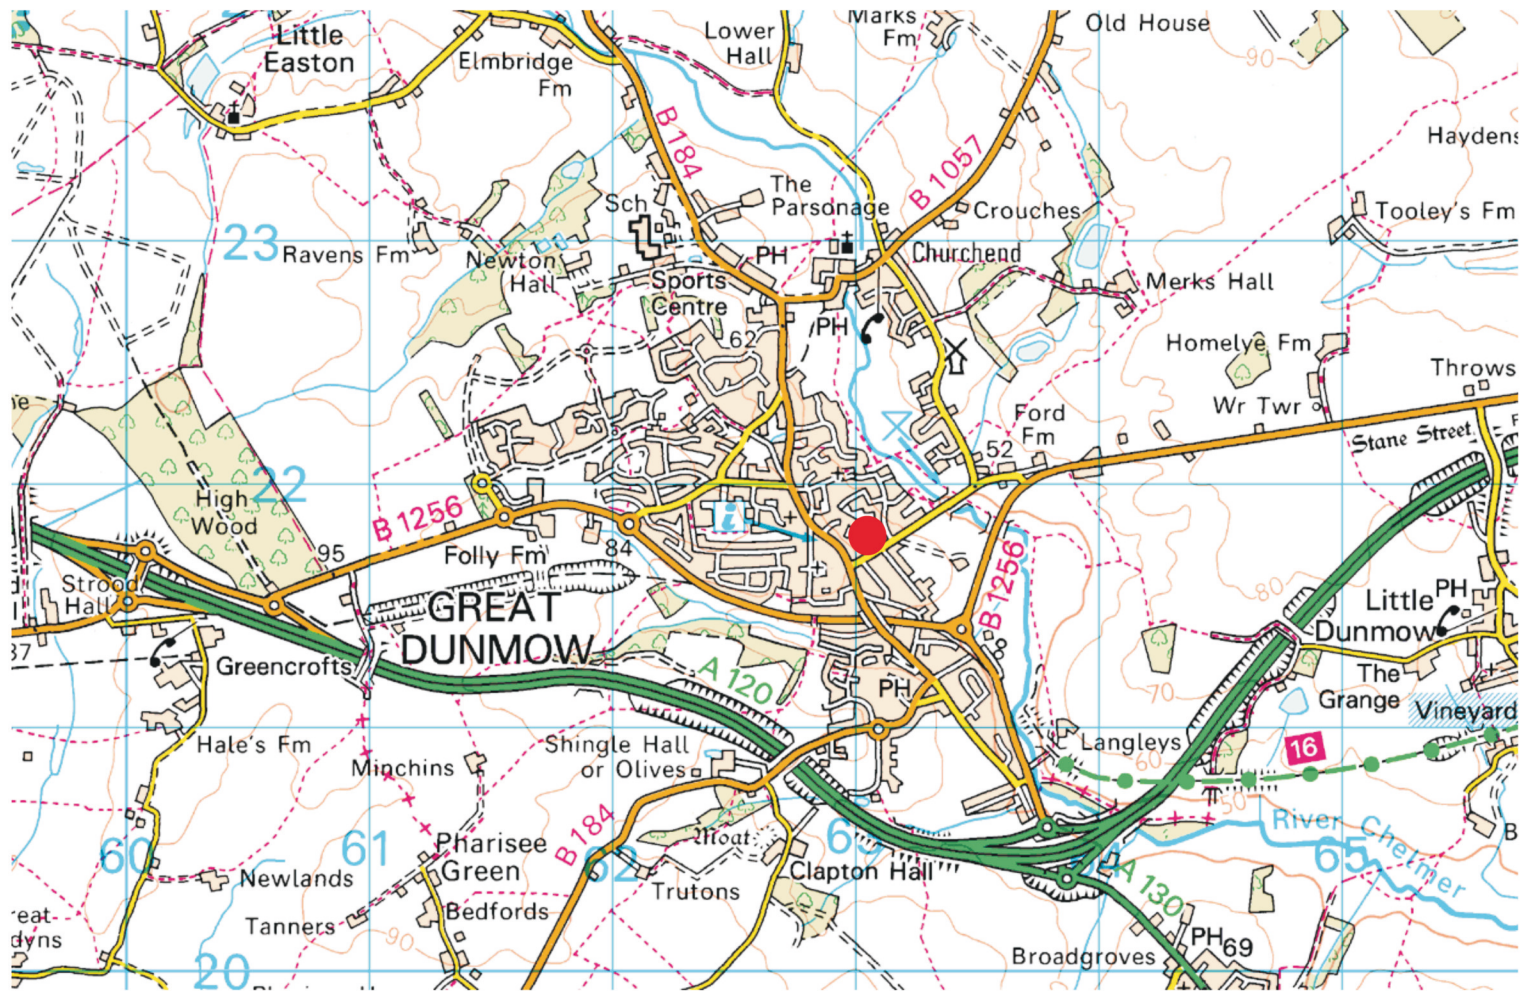 Little
Easton
Elmbridge
Fm
Lower
Hall
Marks
Fm
Old House
90
B 184
B 1057
Haydens
Sch
The
Parsonage
Crouches
Tooley's Fm
23
Ravens Fm
Newton
Hall
PH
Churchend
Sports
Centre
Merks Hall
PH
62
Homelye Fm
Throws
Wr Twr
Ford
Fm
Stane Street
52
22
High
Wood
B 1256
i
95
Folly Fm
84
B 1256
80
Strood
Hall
GREAT
DUNMOW
Little
Dunmow
PH
37
Greencrofts
A 120
PH
70
The
Grange
Vineyard
Hale's Fm
Shingle Hall
or Olives
Langleys
60
16
Minchins
50
B 184
Moat
River Chelmer
60
61
62
64
65
Pharisee
Green
Newlands
Trutons
Clapton Hall
A 130
Tanners
Bedfords
90
Broadgroves
PH
69
20